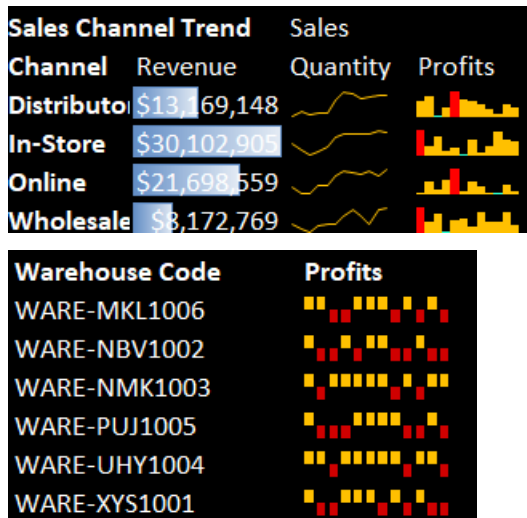 Sales Channel Trend Sales
Channel Revenue Quantity Profits
Distributo $13,169,148
In-Store $30,102,905
Online $21,698,559
Wholesale $8,172,769
Warehouse Code Profits
WARE-MKL1006
WARE-NBV1002
WARE-NMK1003
WARE-PUJ1005
WARE-UHY1004
WARE-XYS1001